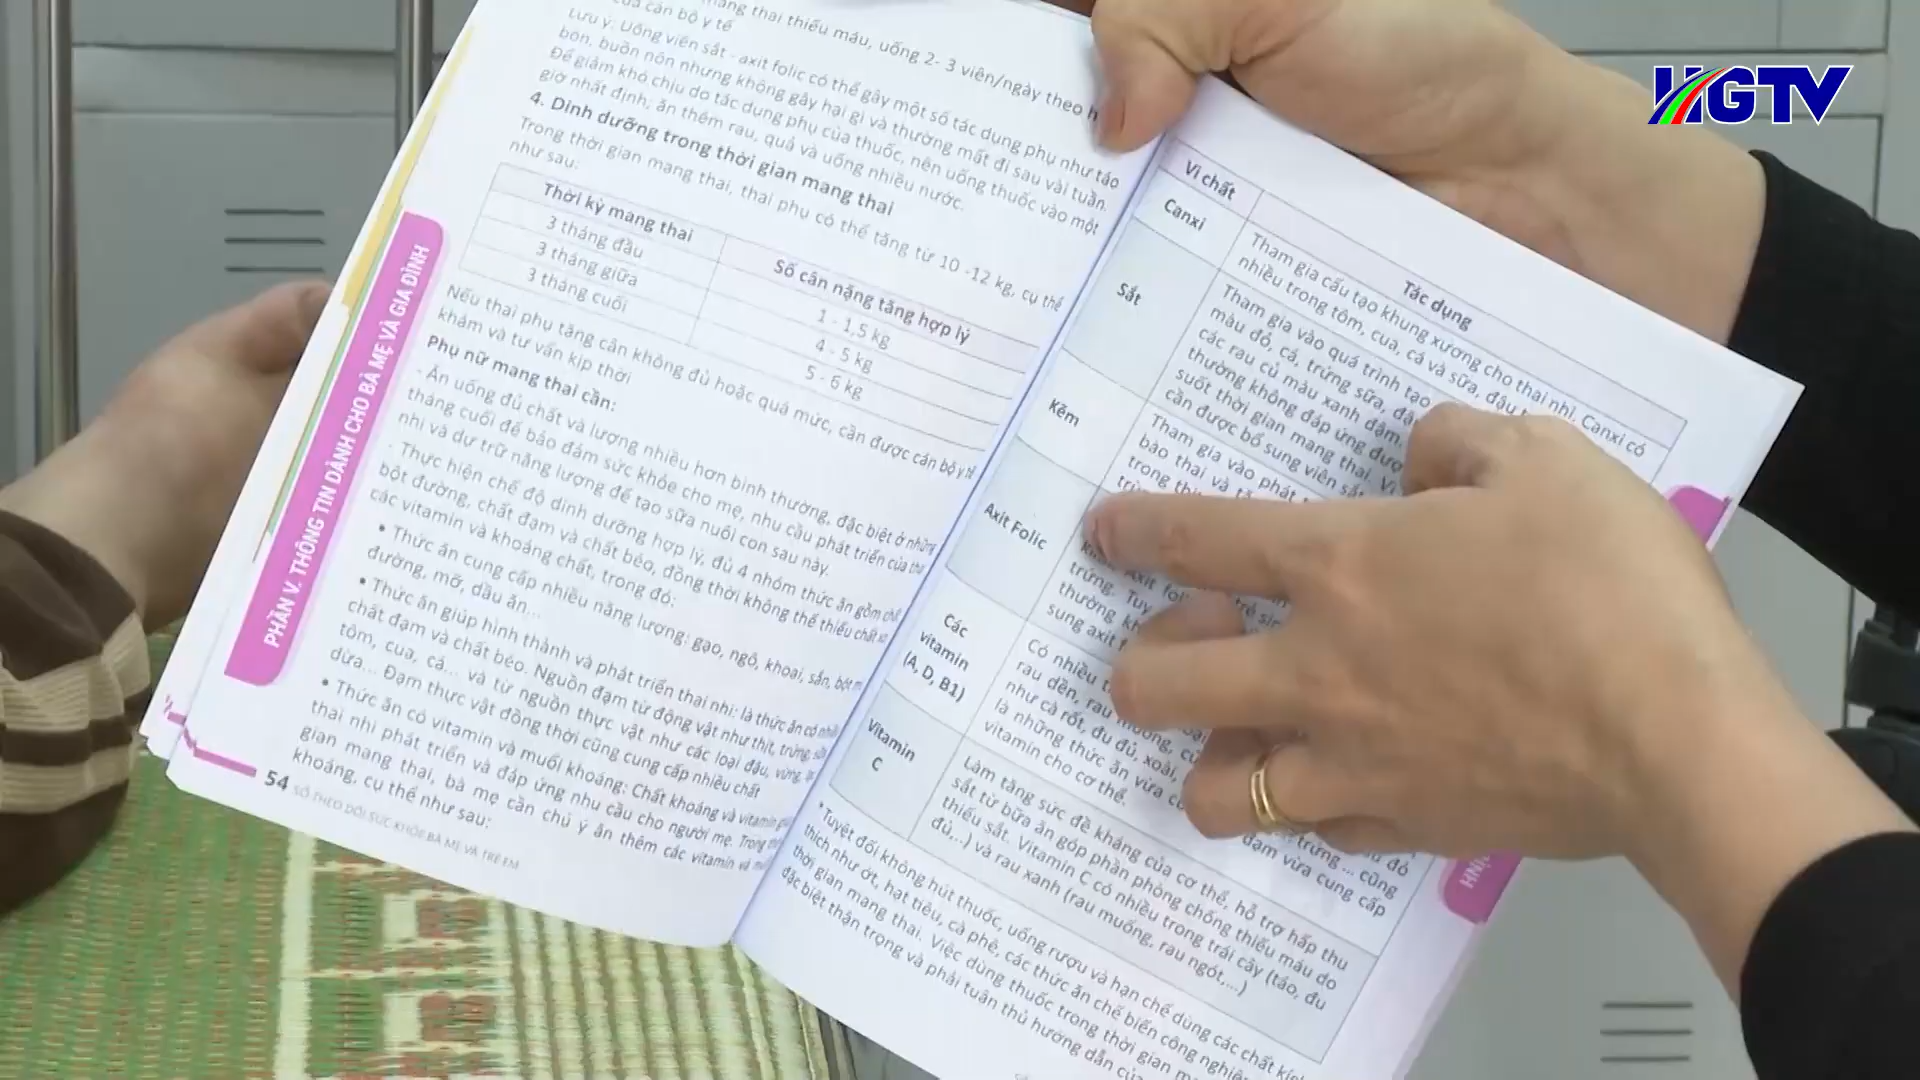 HGTV
mang thai thiếu máu, uống 2- 3 viên/ngày theo
của cán bộ y tế
Lưu ý: Uống viên sắt - axit folic có thể gây một số tác dụng phụ như táo
bón, buồn nôn nhưng không gây hại gì và thường mất đi sau vài tuần.
Để giảm khó chịu do tác dụng phụ của thuốc, nên uống thuốc vào một
giờ nhất định, ăn thêm rau, quả và uống nhiều nước.
4. Dinh dưỡng trong thời gian mang thai
Trong thời gian mang thai, thai phụ có thể tăng từ 10 -12 kg, cụ thể
như sau:
Thời kỳ mang thai
Số cân nặng tăng hợp lý
3 tháng đầu
1 - 1,5 kg
3 tháng giữa
4 - 5 kg
3 tháng cuối
5 - 6 kg
Nếu thai phụ tăng cân không đủ hoặc quá mức, cần được cán bộ y tế
khám và tư vấn kịp thời
Phụ nữ mang thai cần:
- Ăn uống đủ chất và lượng nhiều hơn bình thường, đặc biệt ở những
tháng cuối để bảo đảm sức khỏe cho mẹ, nhu cầu phát triển của thai
nhi và dự trữ năng lượng để tạo sữa nuôi con sau này.
- Thực hiện chế độ dinh dưỡng hợp lý, đủ 4 nhóm thức ăn gồm chất
bột đường, chất đạm và chất béo, đồng thời không thể thiếu chất xơ
các vitamin và khoáng chất, trong đó:
• Thức ăn cung cấp nhiều năng lượng: gạo, ngô, khoai, sắn, bột mì
đường, mỡ, dầu ăn...
• Thức ăn giúp hình thành và phát triển thai nhi: là thức ăn có nhiều
chất đạm và chất béo. Nguồn đạm từ động vật như thịt, trứng, sữa
tôm, cua, cá... và từ nguồn thực vật như các loại đậu, vừng, lạc
dừa... Đạm thực vật đồng thời cũng cung cấp nhiều chất
• Thức ăn có vitamin và muối khoáng: Chất khoáng và vitamin giúp
thai nhi phát triển và đáp ứng nhu cầu cho người mẹ. Trong thời
gian mang thai, bà mẹ cần chú ý ăn thêm các vitamin và
khoáng, cụ thể như sau:
54 SỔ THEO DÕI SỨC KHỎE BÀ MẸ VÀ TRẺ EM
PHẦN V. THÔNG TIN DÀNH CHO BÀ MẸ VÀ GIA ĐÌNH
Vi chất
Tác dụng
Canxi
Tham gia cấu tạo khung xương cho thai nhi. Canxi có
nhiều trong tôm, cua, cá và sữa, đậu
Sắt
Tham gia vào quá trình tạo
màu đỏ, cá, trứng sữa, đậu
các rau củ màu xanh đậm.
thường không đáp ứng được
suốt thời gian mang thai. Vì
cần được bổ sung viên sắt
Kẽm
Tham gia vào phát
bào thai và
trong
Axit Folic
Axit
trứng. Tuy
thường
sung axit
Các
vitamin
(A, D, B1)
Có nhiều
rau dền, rau muống,
như cà rốt, đu đủ, xoài, trứng ... cũng
là những thức ăn vừa đạm vừa cung cấp
vitamin cho cơ thể.
Vitamin
C
Làm tăng sức đề kháng của cơ thể, hỗ trợ hấp thu
sắt từ bữa ăn góp phần phòng chống thiếu máu do
thiếu sắt. Vitamin C có nhiều trong trái cây (táo, đu
đủ,...) và rau xanh (rau muống, rau ngót,...)
*Tuyệt đối không hút thuốc, uống rượu và hạn chế dùng các chất kích
thích như ớt, hạt tiêu, cà phê, các thức ăn chế biến công nghiệp
thời gian mang thai. Việc dùng thuốc trong thời gian
đặc biệt thận trọng và phải tuân thủ hướng dẫn của